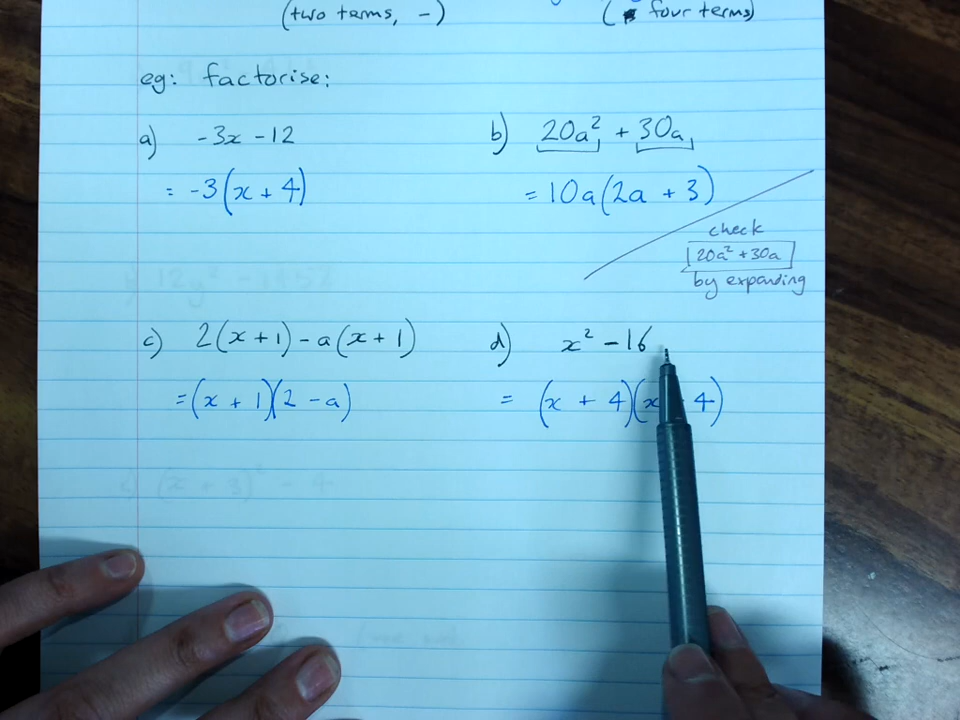 (two terms, -)
( four terms)
eg: factorise:
a) -3x -12
= -3(x + 4)
b) 20a² + 30a
= 10a(2a + 3)
check
20a² + 30a
by expanding
c) 2(x+1) - a(x+1)
= (x + 1)(2 - a)
d) x² - 16
= (x + 4)(x 4)